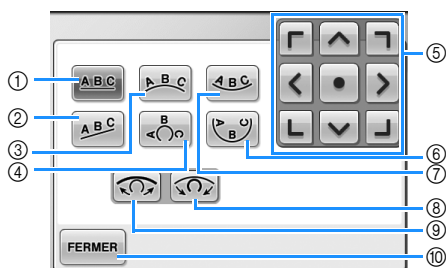 ① ABC ABC ABC ⑤
② ABC ABC ABC
③ ⑥
④ ⑦
⑧
⑨
FERMER ⑩